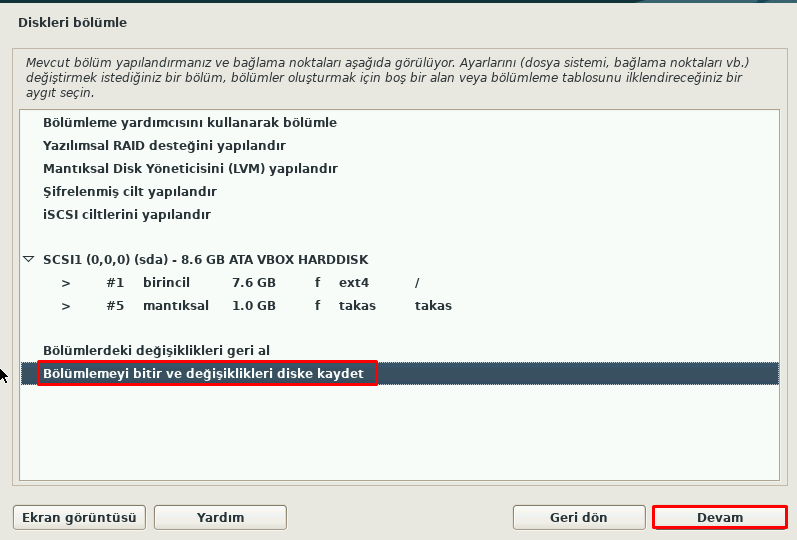 Diskleri bölümle
Mevcut bölüm yapılandırmanız ve bağlama noktaları aşağıda görülüyor. Ayarlarını (dosya sistemi, bağlama noktaları vb.)
değiştirmek istediğiniz bir bölüm, bölümler oluşturmak için boş bir alan veya bölümleme tablosunu ilklendireceğiniz bir
aygıt seçin.
Bölümleme yardımcısını kullanarak bölümle
Yazılımsal RAID desteğini yapılandır
Mantıksal Disk Yöneticisini (LVM) yapılandır
Şifrelenmiş cilt yapılandır
iSCSI ciltlerini yapılandır
SCSI1 (0,0,0) (sda) - 8.6 GB ATA VBOX HARDDISK
> #1 birincil 7.6 GB f ext4 /
> #5 mantıksal 1.0 GB f takas takas
Bölümlerdeki değişiklikleri geri al
Bölümlemeyi bitir ve değişiklikleri diske kaydet
Ekran görüntüsü Yardım Geri dön Devam